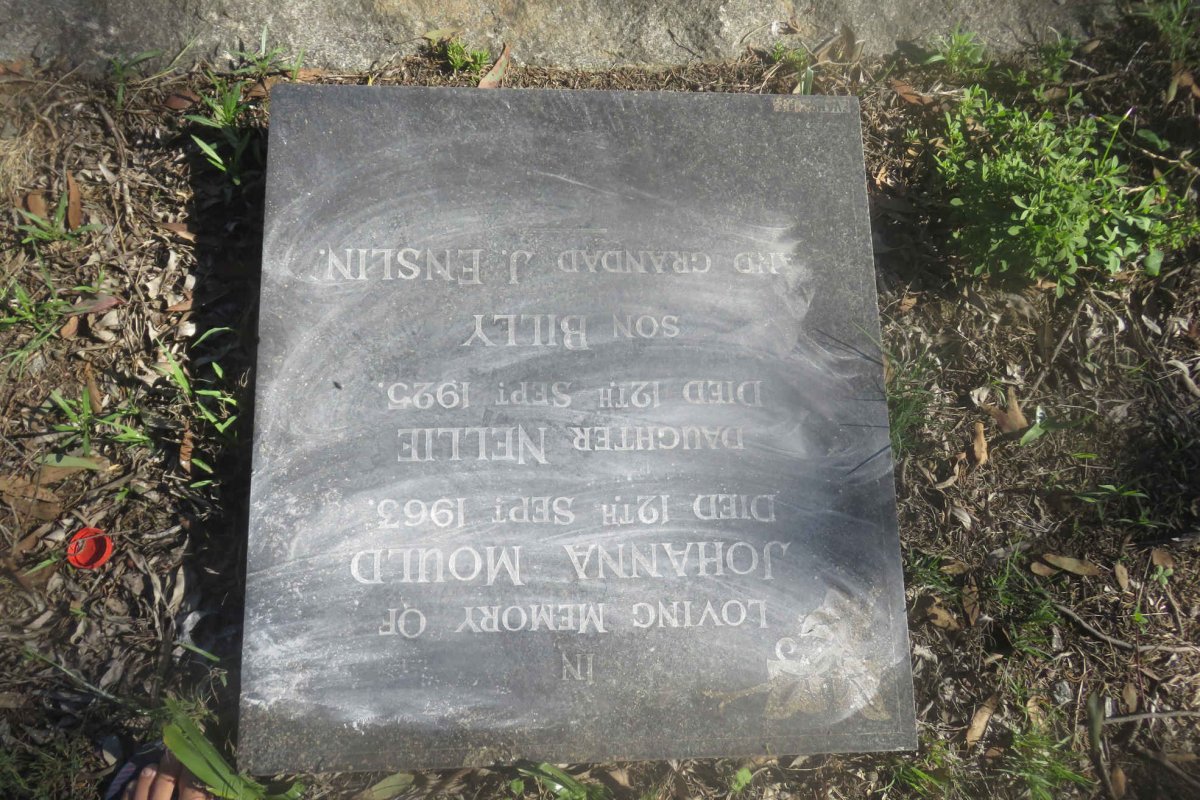 IN
LOVING MEMORY OF
JOHANNA MOULD
DIED 19TH. SEPT. 1963.
DAUGHTER NELLIE
DIED 12TH. SEPT. 1925.
SON BILLY
AND GRANDAD J. ENSLIN.